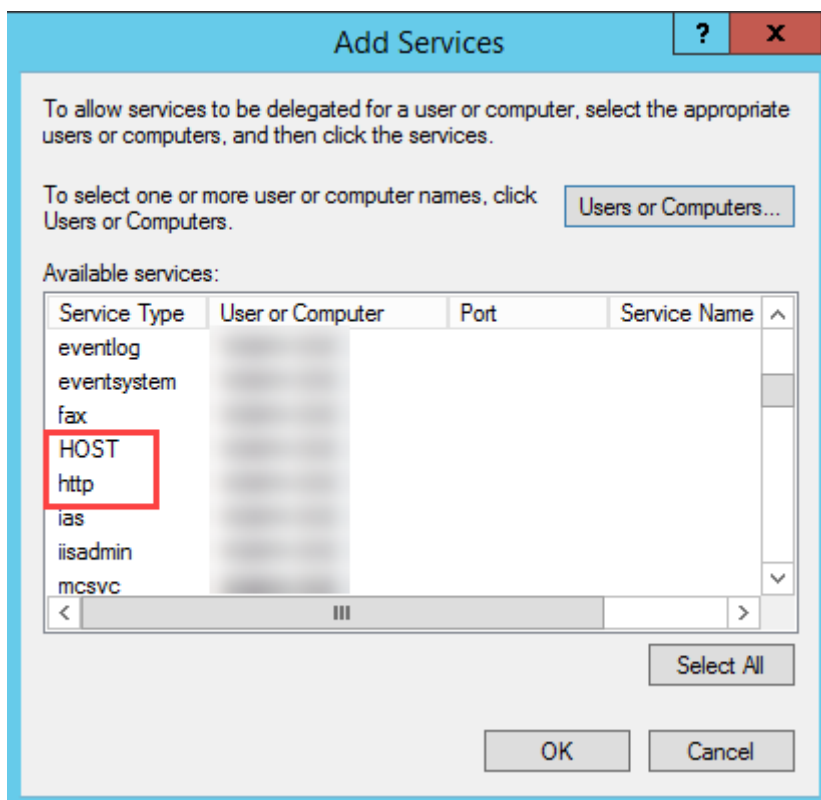 Add Services
?
x
To allow services to be delegated for a user or computer, select the appropriate
users or computers, and then click the services.
To select one or more user or computer names, click
Users or Computers.
Users or Computers...
Available services:
Service Type User or Computer Port Service Name
eventlog
eventsystem
fax
HOST
http
ias
iisadmin
mcsvc
Select All
OK Cancel